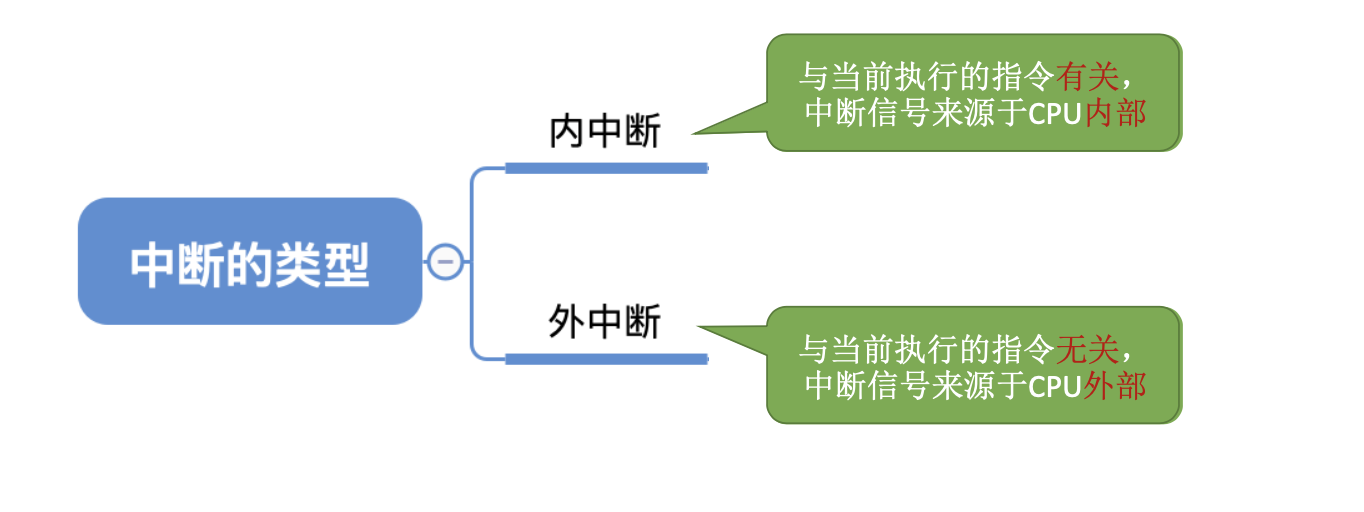 中断的类型
内中断
与当前执行的指令有关，
中断信号来源于CPU内部
外中断
与当前执行的指令无关，
中断信号来源于CPU外部